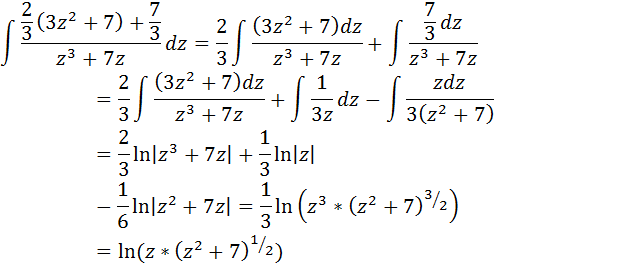 ∫ (2/3 (3z² + 7) + 7/3)/(z³ + 7z) dz = 2/3 ∫ (3z² + 7)dz/(z³ + 7z) + ∫ (7/3 dz)/(z³ + 7z)
= 2/3 ∫ (3z² + 7)dz/(z³ + 7z) + ∫ 1/(3z) dz − ∫ zdz/(3(z² + 7))
= 2/3 ln|z³ + 7z| + 1/3 ln|z|
− 1/6 ln|z² + 7z| = 1/3 ln (z³ ∗ (z² + 7)^(3/2))
= ln(z ∗ (z² + 7)^(1/2))